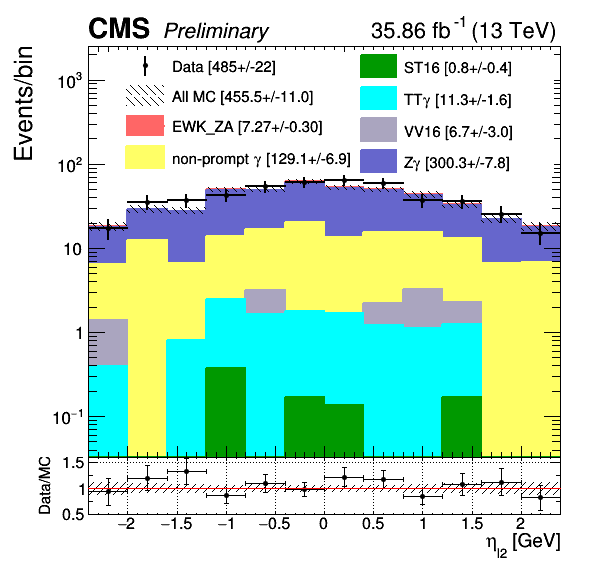 CMS Preliminary 35.86 fb⁻¹ (13 TeV)
Events/bin
Data [485+/-22]
All MC [455.5+/-11.0]
EWK_ZA [7.27+/-0.30]
non-prompt γ [129.1+/-6.9]
ST16 [0.8+/-0.4]
TTγ [11.3+/-1.6]
VV16 [6.7+/-3.0]
Zγ [300.3+/-7.8]
10³
10²
10
1
10⁻¹
Data/MC
1.5
1
0.5
−2 −1.5 −1 −0.5 0 0.5 1 1.5 2
η_l2 [GeV]